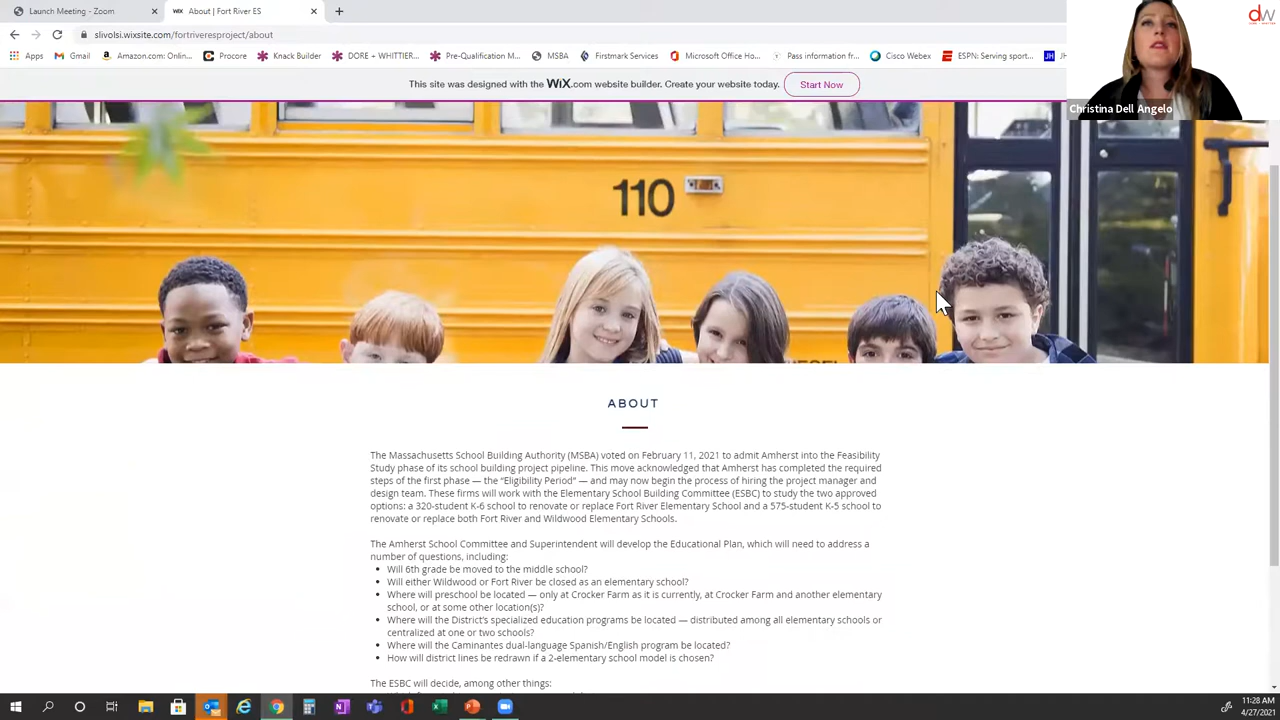 Launch Meeting - Zoom
WiX About | Fort River ES
slivolsi.wixsite.com/fortriveresproject/about
Apps Gmail Amazon.com: Onlin... Procore Knack Builder DORE + WHITTIER... Pre-Qualification M... MSBA Firstmark Services Microsoft Office Ho... Pass information fr... Cisco Webex ESPN: Serving sport... JH
dw
Christina Dell Angelo
This site was designed with the WiX.com website builder. Create your website today. Start Now
110
ABOUT
The Massachusetts School Building Authority (MSBA) voted on February 11, 2021 to admit Amherst into the Feasibility
Study phase of its school building project pipeline. This move acknowledged that Amherst has completed the required
steps of the first phase — the “Eligibility Period” — and may now begin the process of hiring the project manager and
design team. These firms will work with the Elementary School Building Committee (ESBC) to study the two approved
options: a 320-student K-6 school to renovate or replace Fort River Elementary School and a 575-student K-5 school to
renovate or replace both Fort River and Wildwood Elementary Schools.
The Amherst School Committee and Superintendent will develop the Educational Plan, which will need to address a
number of questions, including:
• Will 6th grade be moved to the middle school?
• Will either Wildwood or Fort River be closed as an elementary school?
• Where will preschool be located — only at Crocker Farm as it is currently, at Crocker Farm and another elementary
school, or at some other location(s)?
• Where will the District's specialized education programs be located — distributed among all elementary schools or
centralized at one or two schools?
• Where will the Caminantes dual-language Spanish/English program be located?
• How will district lines be redrawn if a 2-elementary school model is chosen?
The ESBC will decide, among other things:
11:28 AM
4/27/2021